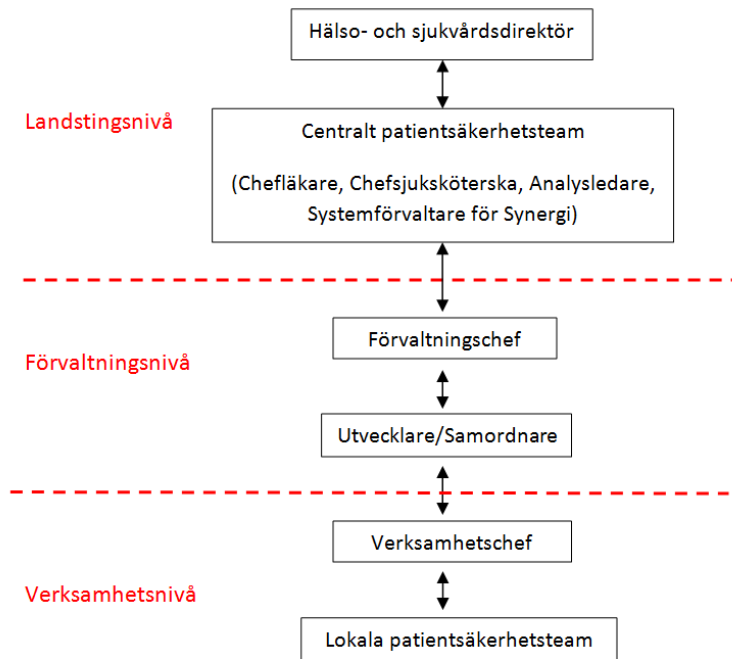 Hälso- och sjukvårdsdirektör
Landstingsnivå
Centralt patientsäkerhetsteam
(Chefläkare, Chefsjuksköterska, Analysledare,
Systemförvaltare för Synergi)
Förvaltningschef
Förvaltningsnivå
Utvecklare/Samordnare
Verksamhetschef
Verksamhetsnivå
Lokala patientsäkerhetsteam